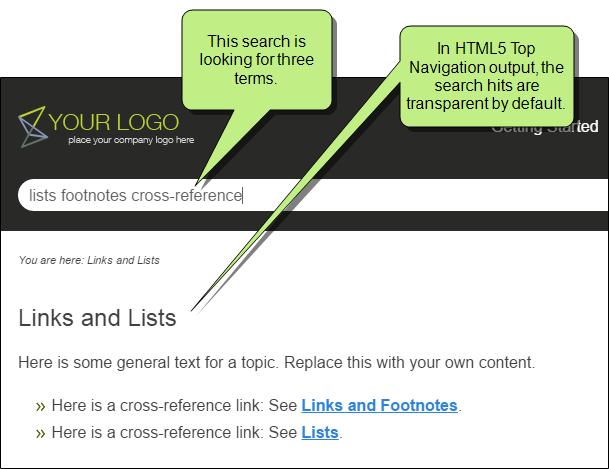 This search is
looking for three
terms.
In HTML5 Top
Navigation output, the
search hits are
transparent by default.
YOUR LOGO
place your company logo here
Getting Started
lists footnotes cross-reference
You are here: Links and Lists
Links and Lists
Here is some general text for a topic. Replace this with your own content.
» Here is a cross-reference link: See Links and Footnotes.
» Here is a cross-reference link: See Lists.